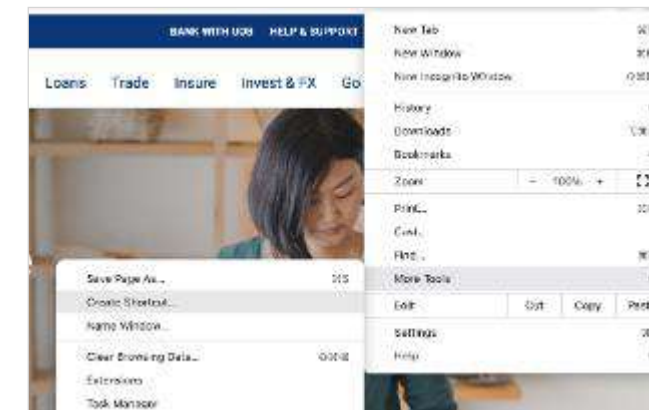 BANK WITH UOB HELP & SUPPORT
Loans Trade Insure Invest & FX Go
New Tab
New Window
New Incognito Window
History
Downloads
Bookmarks
Zoom - 100% +
Print...
Cast...
Find...
More Tools
Edit Cut Copy Past
Settings
Help
Save Page As... ⌘S
Create Shortcut...
Name Window...
Clear Browsing Data...
Extensions
Task Manager